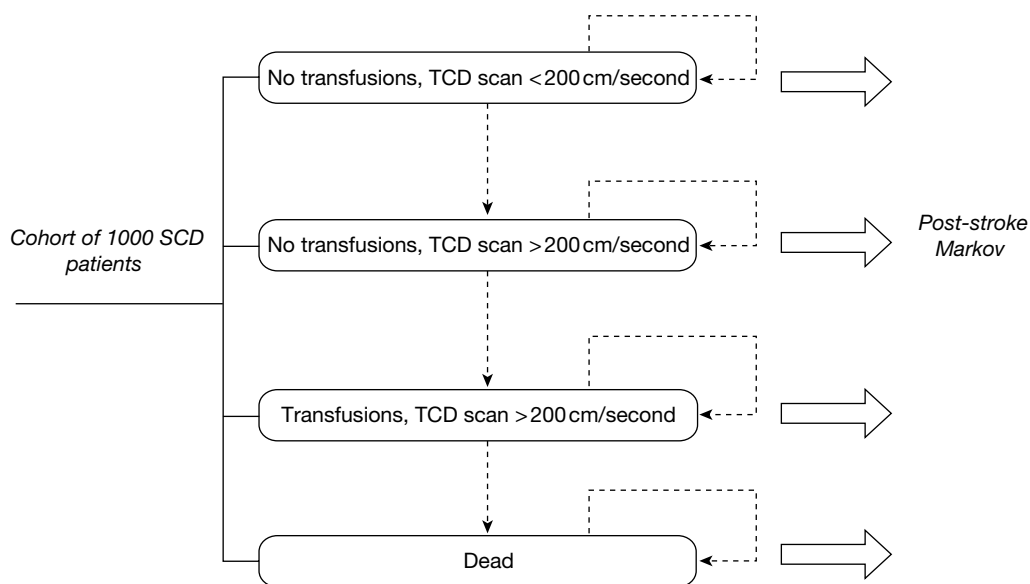 No transfusions, TCD scan <200 cm/second
Cohort of 1000 SCD
patients
No transfusions, TCD scan >200 cm/second
Post-stroke
Markov
Transfusions, TCD scan >200 cm/second
Dead